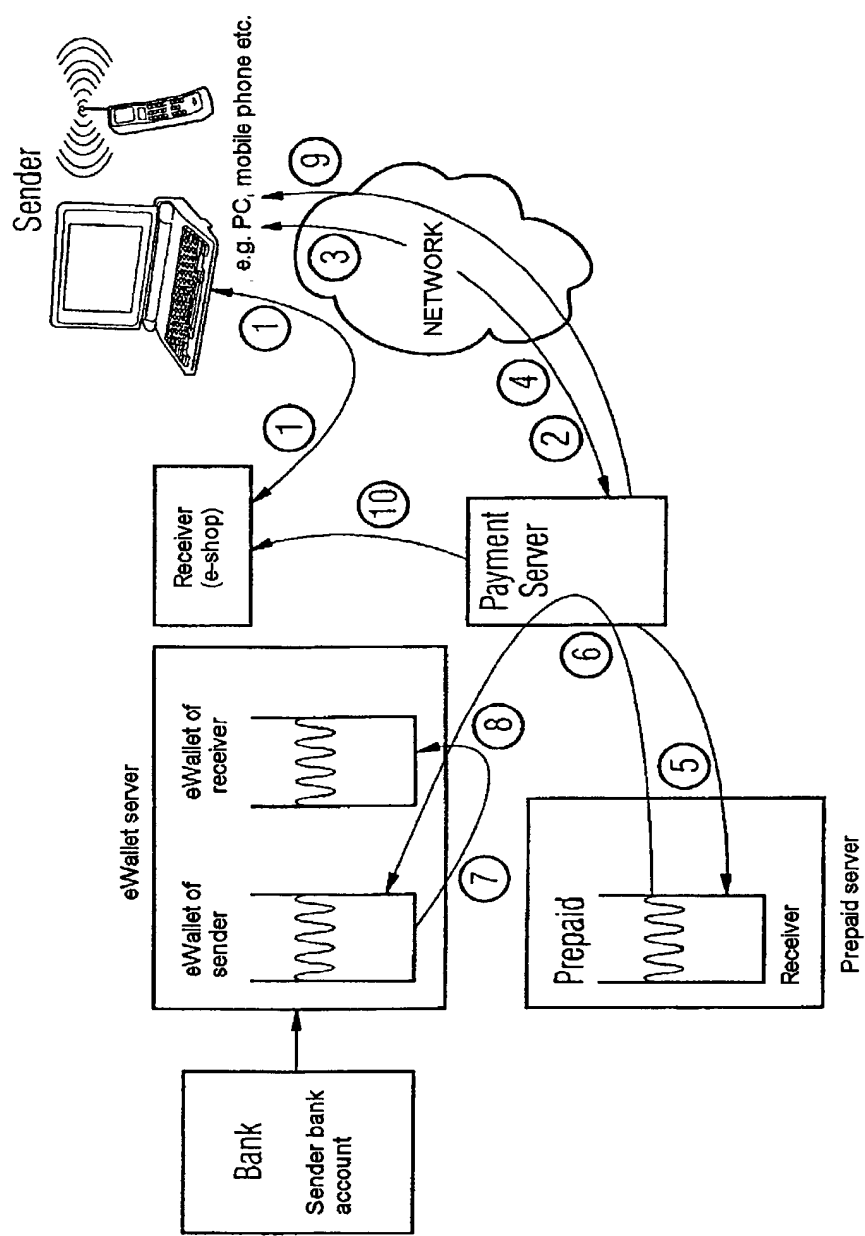 Sender
e.g. PC, mobile phone etc.
eWallet server
eWallet of
sender
eWallet of
receiver
Receiver
(e-shop)
Bank
Sender bank
account
1
1
3
9
NETWORK
10
4
2
7
8
Payment
Server
6
5
Prepaid
Receiver
Prepaid server